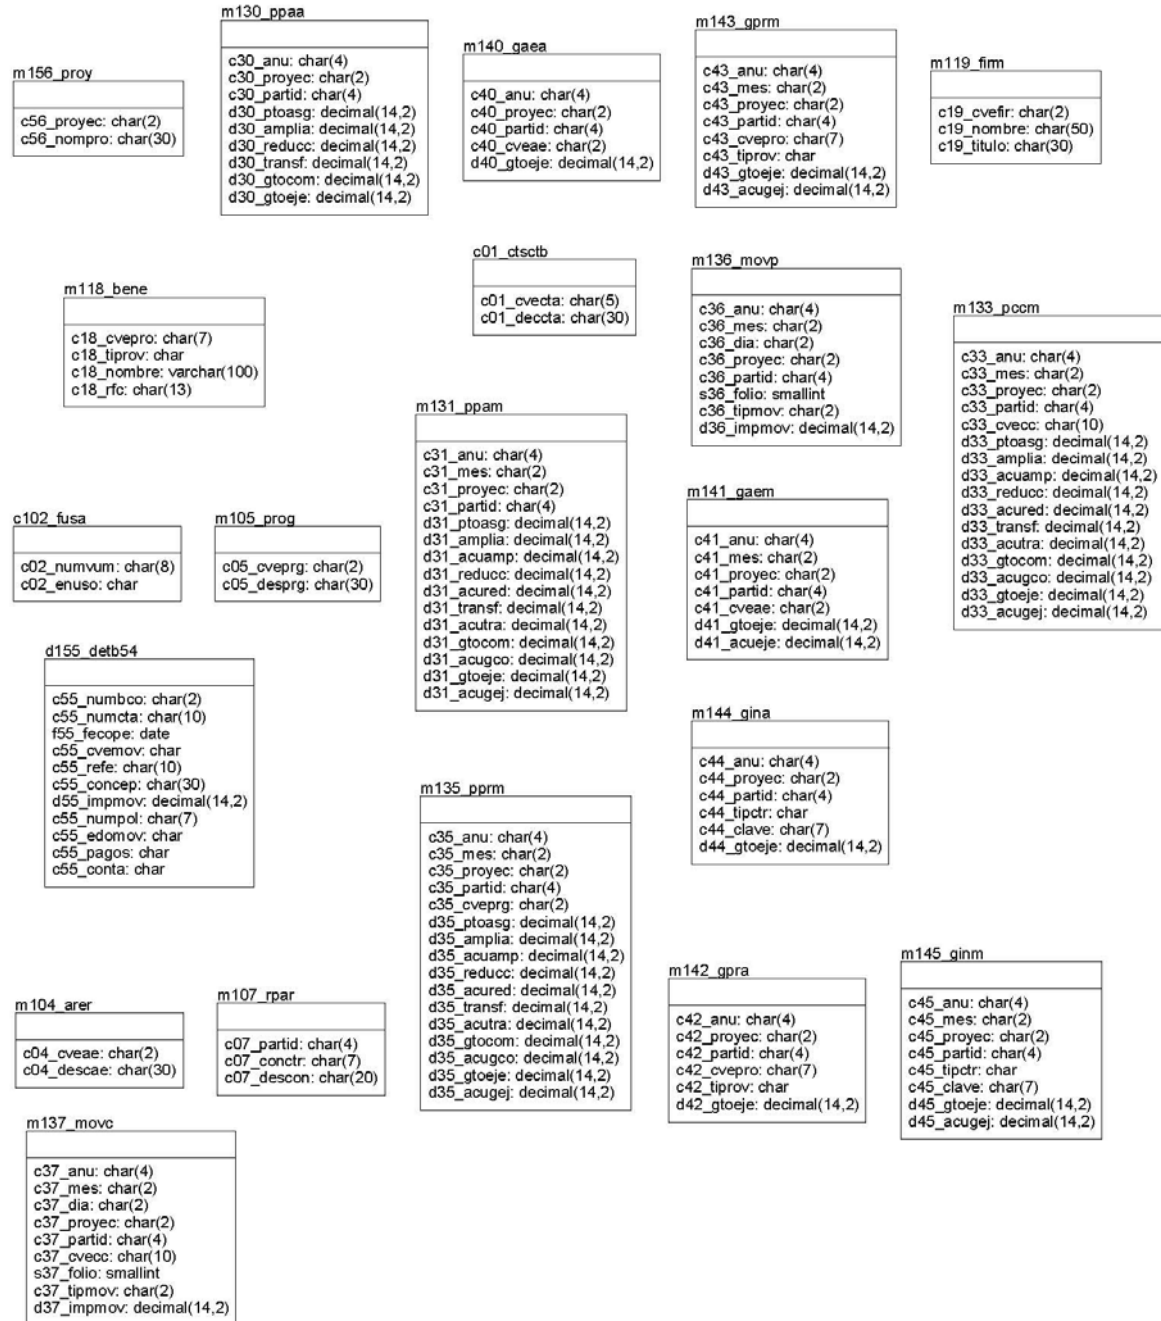 m130_ppaa
c30_anu: char(4)
c30_proyec: char(2)
c30_partid: char(4)
d30_ptoasg: decimal(14,2)
d30_amplia: decimal(14,2)
d30_reducc: decimal(14,2)
d30_transf: decimal(14,2)
d30_gtocom: decimal(14,2)
d30_gtoeje: decimal(14,2)
m140_gaea
c40_anu: char(4)
c40_proyec: char(2)
c40_partid: char(4)
c40_cveae: char(2)
d40_gtoeje: decimal(14,2)
m143_gprm
c43_anu: char(4)
c43_mes: char(2)
c43_proyec: char(2)
c43_partid: char(4)
c43_cvepro: char(7)
c43_tiprov: char
d43_gtoeje: decimal(14,2)
d43_acugej: decimal(14,2)
m156_proy
c56_proyec: char(2)
c56_nompro: char(30)
m119_firm
c19_cvefir: char(2)
c19_nombre: char(50)
c19_titulo: char(30)
c01_ctsctb
c01_cvecta: char(5)
c01_deccta: char(30)
m136_movp
c36_anu: char(4)
c36_mes: char(2)
c36_dia: char(2)
c36_proyec: char(2)
c36_partid: char(4)
s36_folio: smallint
c36_tipmov: char(2)
d36_impmov: decimal(14,2)
m118_bene
c18_cvepro: char(7)
c18_tiprov: char
c18_nombre: varchar(100)
c18_rfc: char(13)
m133_pccm
c33_anu: char(4)
c33_mes: char(2)
c33_proyec: char(2)
c33_partid: char(4)
c33_cvecc: char(10)
d33_ptoasg: decimal(14,2)
d33_amplia: decimal(14,2)
d33_acuamp: decimal(14,2)
d33_reducc: decimal(14,2)
d33_acured: decimal(14,2)
d33_transf: decimal(14,2)
d33_acutra: decimal(14,2)
d33_gtocom: decimal(14,2)
d33_acugco: decimal(14,2)
d33_gtoeje: decimal(14,2)
d33_acugej: decimal(14,2)
m131_ppam
c31_anu: char(4)
c31_mes: char(2)
c31_proyec: char(2)
c31_partid: char(4)
d31_ptoasg: decimal(14,2)
d31_amplia: decimal(14,2)
d31_acuamp: decimal(14,2)
d31_reducc: decimal(14,2)
d31_acured: decimal(14,2)
d31_transf: decimal(14,2)
d31_acutra: decimal(14,2)
d31_gtocom: decimal(14,2)
d31_acugco: decimal(14,2)
d31_gtoeje: decimal(14,2)
d31_acugej: decimal(14,2)
m141_gaem
c41_anu: char(4)
c41_mes: char(2)
c41_proyec: char(2)
c41_partid: char(4)
c41_cveae: char(2)
d41_gtoeje: decimal(14,2)
d41_acueje: decimal(14,2)
c102_fusa
c02_numvum: char(8)
c02_enuso: char
m105_prog
c05_cveprg: char(2)
c05_desprg: char(30)
d155_detb54
c55_numbco: char(2)
c55_numcta: char(10)
f55_fecope: date
c55_cvemov: char
c55_refe: char(10)
c55_concep: char(30)
d55_impmov: decimal(14,2)
c55_numpol: char(7)
c55_edomov: char
c55_pagos: char
c55_conta: char
m144_gina
c44_anu: char(4)
c44_proyec: char(2)
c44_partid: char(4)
c44_tipctr: char
c44_clave: char(7)
d44_gtoeje: decimal(14,2)
m135_pprm
c35_anu: char(4)
c35_mes: char(2)
c35_proyec: char(2)
c35_partid: char(4)
c35_cveprg: char(2)
d35_ptoasg: decimal(14,2)
d35_amplia: decimal(14,2)
d35_acuamp: decimal(14,2)
d35_reducc: decimal(14,2)
d35_acured: decimal(14,2)
d35_transf: decimal(14,2)
d35_acutra: decimal(14,2)
d35_gtocom: decimal(14,2)
d35_acugco: decimal(14,2)
d35_gtoeje: decimal(14,2)
d35_acugej: decimal(14,2)
m142_gpra
c42_anu: char(4)
c42_proyec: char(2)
c42_partid: char(4)
c42_cvepro: char(7)
c42_tiprov: char
d42_gtoeje: decimal(14,2)
m145_ginm
c45_anu: char(4)
c45_mes: char(2)
c45_proyec: char(2)
c45_partid: char(4)
c45_tipctr: char
c45_clave: char(7)
d45_gtoeje: decimal(14,2)
d45_acugej: decimal(14,2)
m104_arer
c04_cveae: char(2)
c04_descae: char(30)
m107_rpar
c07_partid: char(4)
c07_conctr: char(7)
c07_descon: char(20)
m137_movc
c37_anu: char(4)
c37_mes: char(2)
c37_dia: char(2)
c37_proyec: char(2)
c37_partid: char(4)
c37_cvecc: char(10)
s37_folio: smallint
c37_tipmov: char(2)
d37_impmov: decimal(14,2)